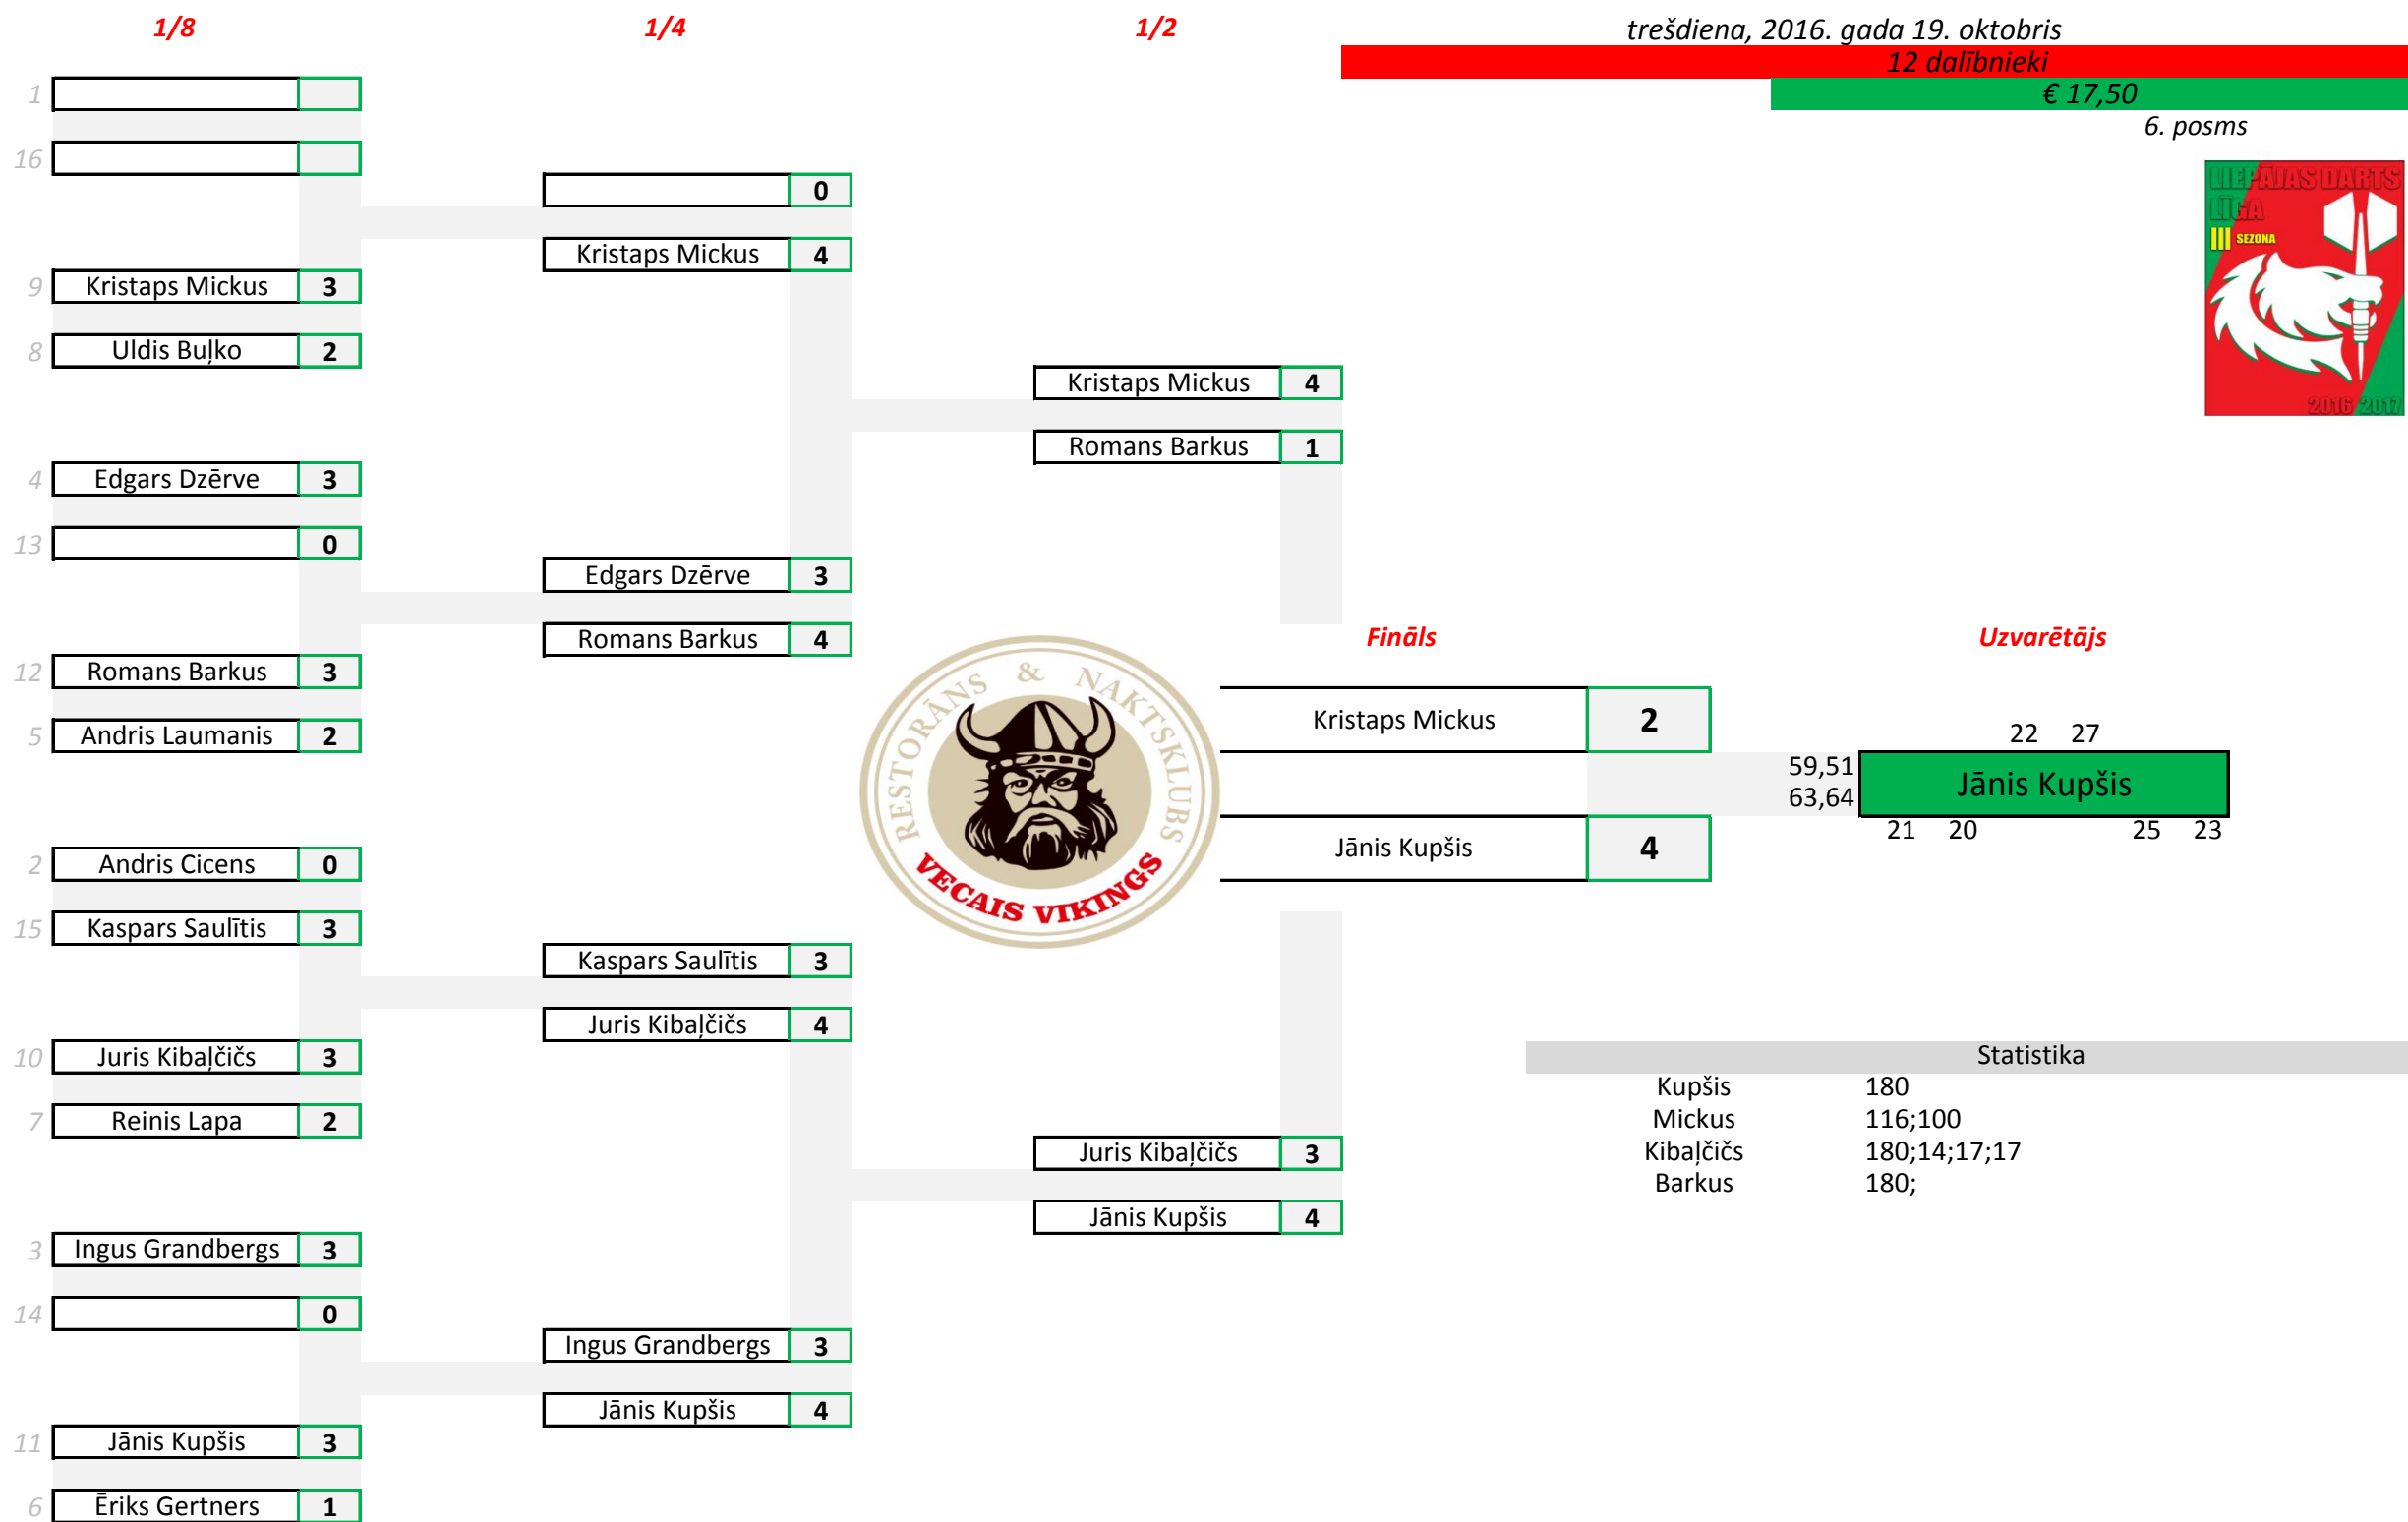 1/8 1/4 1/2 trešdiena, 2016. gada 19. oktobris
12 dalībnieki
€ 17,50
6. posms
LIEPĀJAS DARTS
LĪGA
III SEZONA
2016 2017
1
16
0
Kristaps Mickus 4
9 Kristaps Mickus 3
8 Uldis Buļko 2
Kristaps Mickus 4
Romans Barkus 1
4 Edgars Dzērve 3
13 0
Edgars Dzērve 3
Romans Barkus 4
12 Romans Barkus 3
5 Andris Laumanis 2
RESTORĀNS & NAKTSKLUBS
VECAIS VIKINGS
Fināls Uzvarētājs
Kristaps Mickus 2
22 27
59,51
63,64
Jānis Kupšis
21 20 25 23
Jānis Kupšis 4
2 Andris Cicens 0
15 Kaspars Saulītis 3
Kaspars Saulītis 3
Juris Kibaļčičs 4
10 Juris Kibaļčičs 3
7 Reinis Lapa 2
Statistika
Kupšis 180
Mickus 116;100
Kibaļčičs 180;14;17;17
Barkus 180;
Juris Kibaļčičs 3
Jānis Kupšis 4
3 Ingus Grandbergs 3
14 0
Ingus Grandbergs 3
Jānis Kupšis 4
11 Jānis Kupšis 3
6 Ēriks Gertners 1